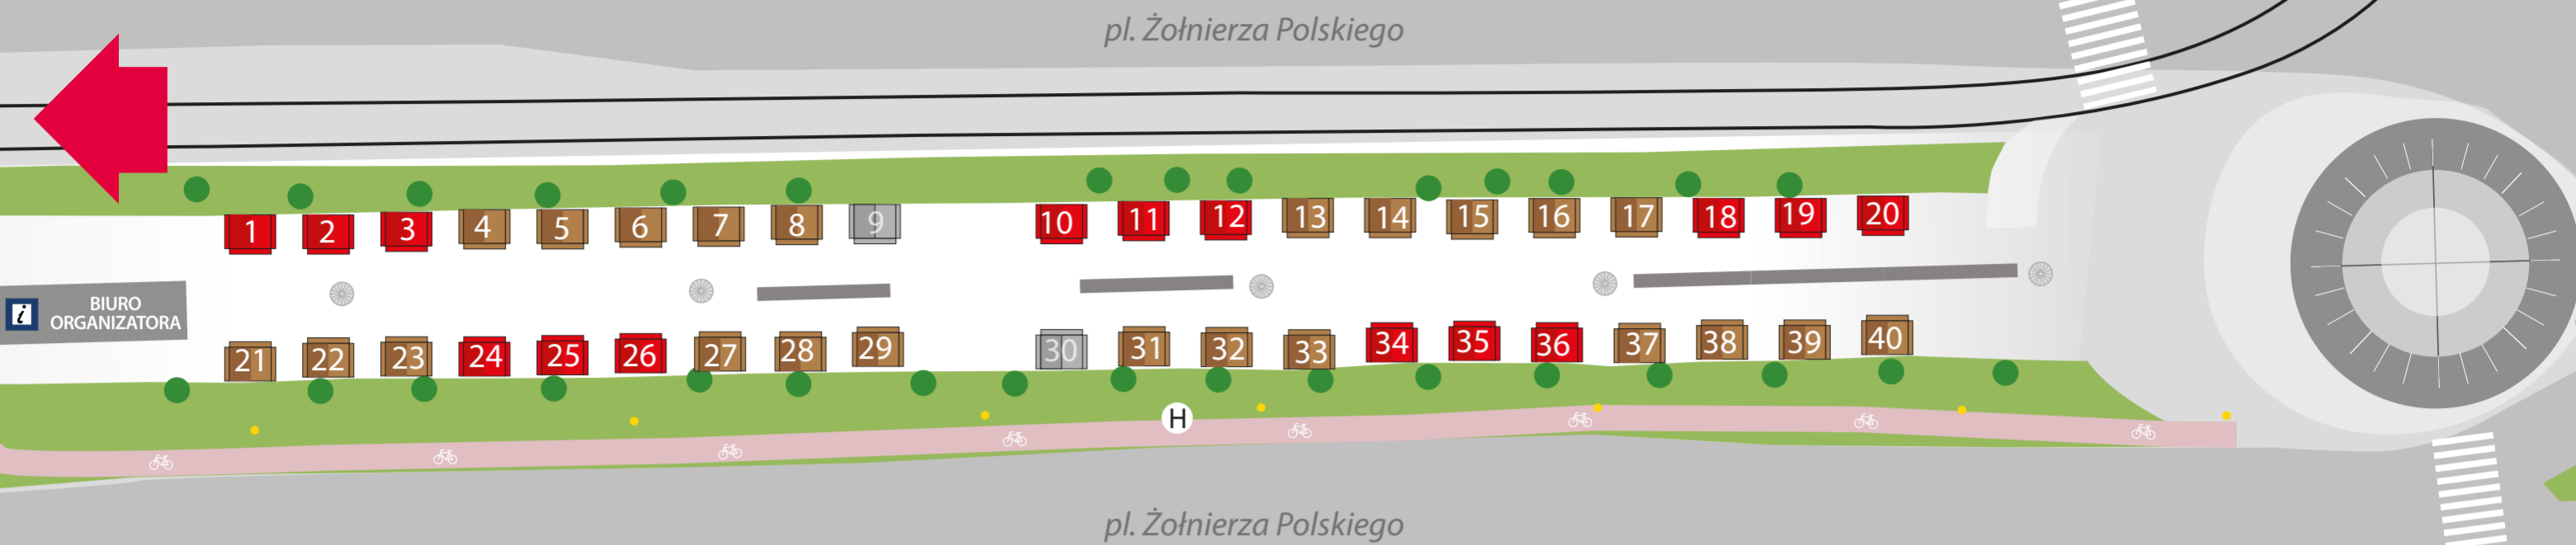 pl. Żołnierza Polskiego
1 2 3 4 5 6 7 8 9 10 11 12 13 14 15 16 17 18 19 20
i BIURO
ORGANIZATORA
21 22 23 24 25 26 27 28 29 30 31 32 33 34 35 36 37 38 39 40
H
pl. Żołnierza Polskiego